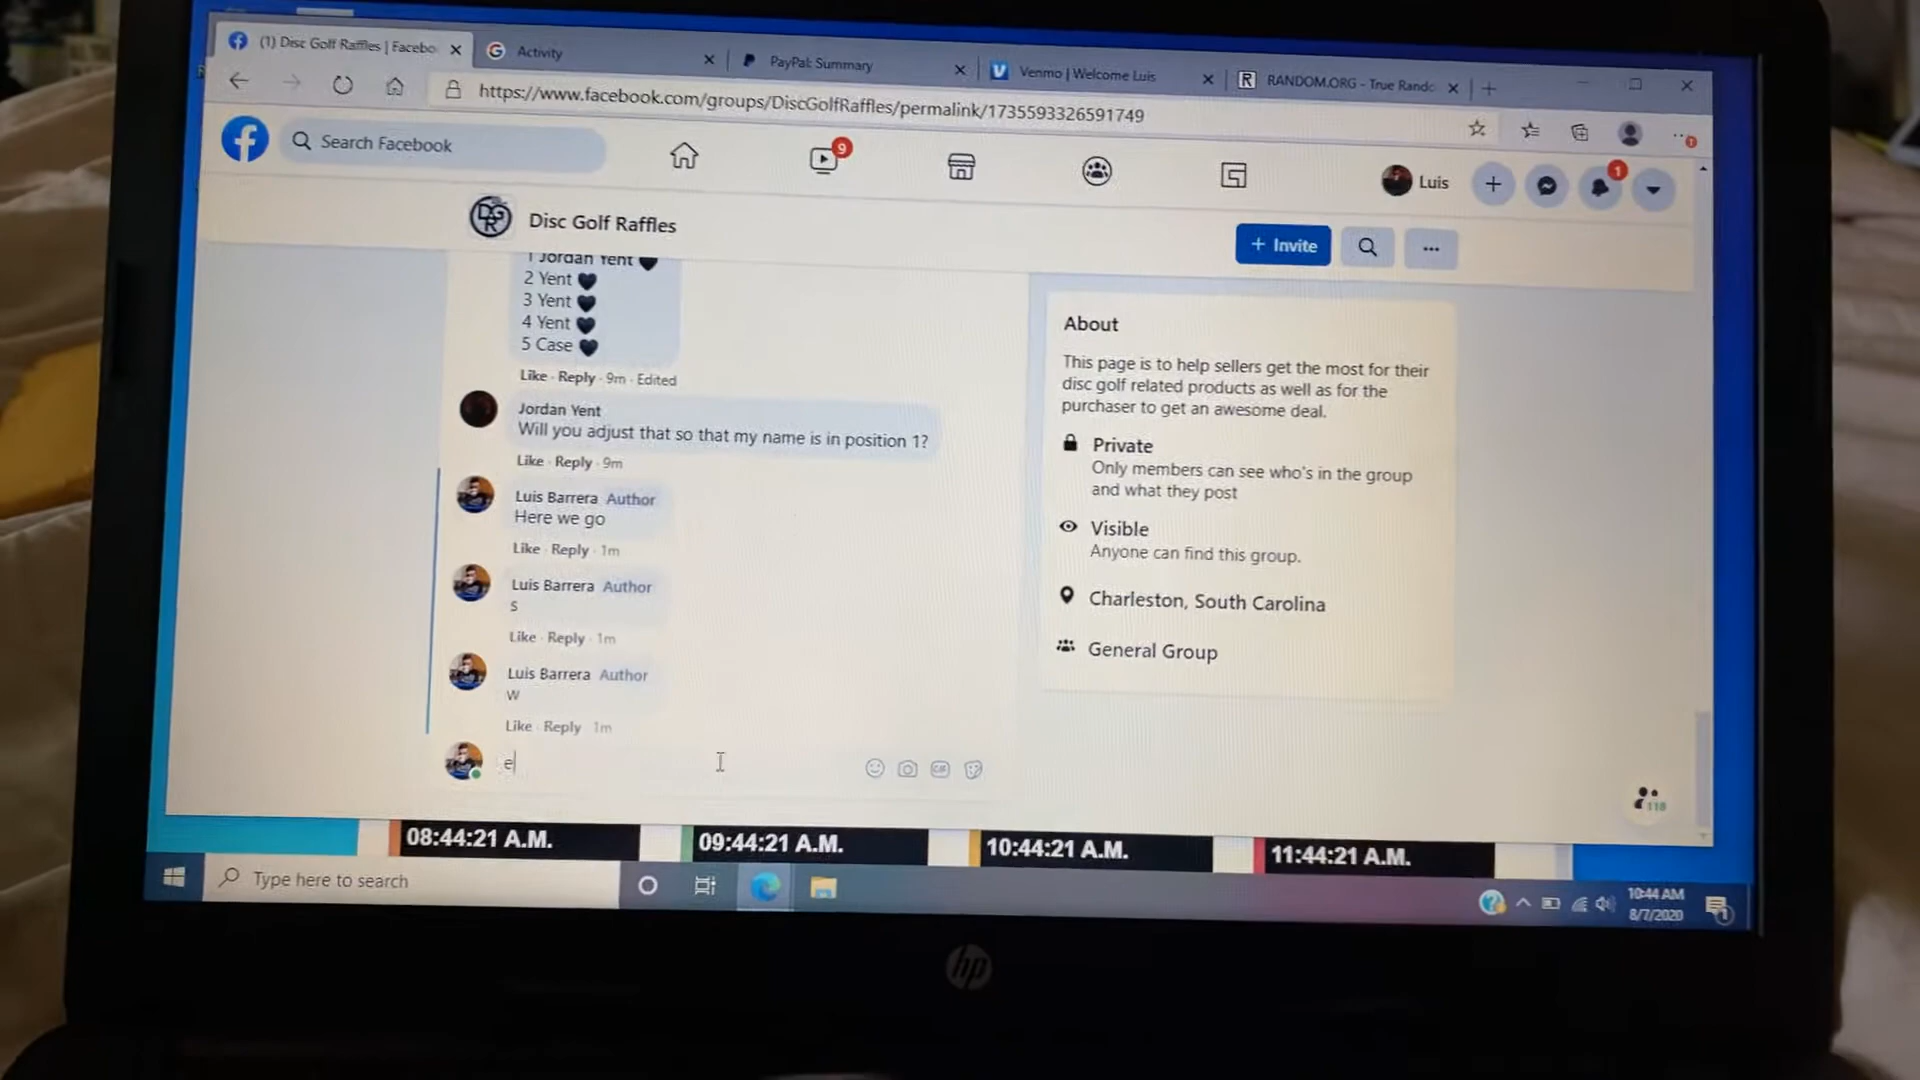 (1) Disc Golf Raffles | Facebo
Activity
PayPal: Summary
Venmo | Welcome Luis
RANDOM.ORG - True Rando
https://www.facebook.com/groups/DiscGolfRaffles/permalink/1735593326591749
Search Facebook
9
Luis
1
Disc Golf Raffles
+ Invite
1 Jordan Yent
2 Yent
3 Yent
4 Yent
5 Case
Like · Reply · 9m · Edited
Jordan Yent
Will you adjust that so that my name is in position 1?
Like · Reply · 9m
Luis Barrera Author
Here we go
Like · Reply · 1m
Luis Barrera Author
S
Like · Reply · 1m
Luis Barrera Author
W
Like · Reply · 1m
e
About
This page is to help sellers get the most for their
disc golf related products as well as for the
purchaser to get an awesome deal.
Private
Only members can see who's in the group
and what they post
Visible
Anyone can find this group.
Charleston, South Carolina
General Group
08:44:21 A.M.
09:44:21 A.M.
10:44:21 A.M.
11:44:21 A.M.
Type here to search
10:44 AM
8/7/2020
hp